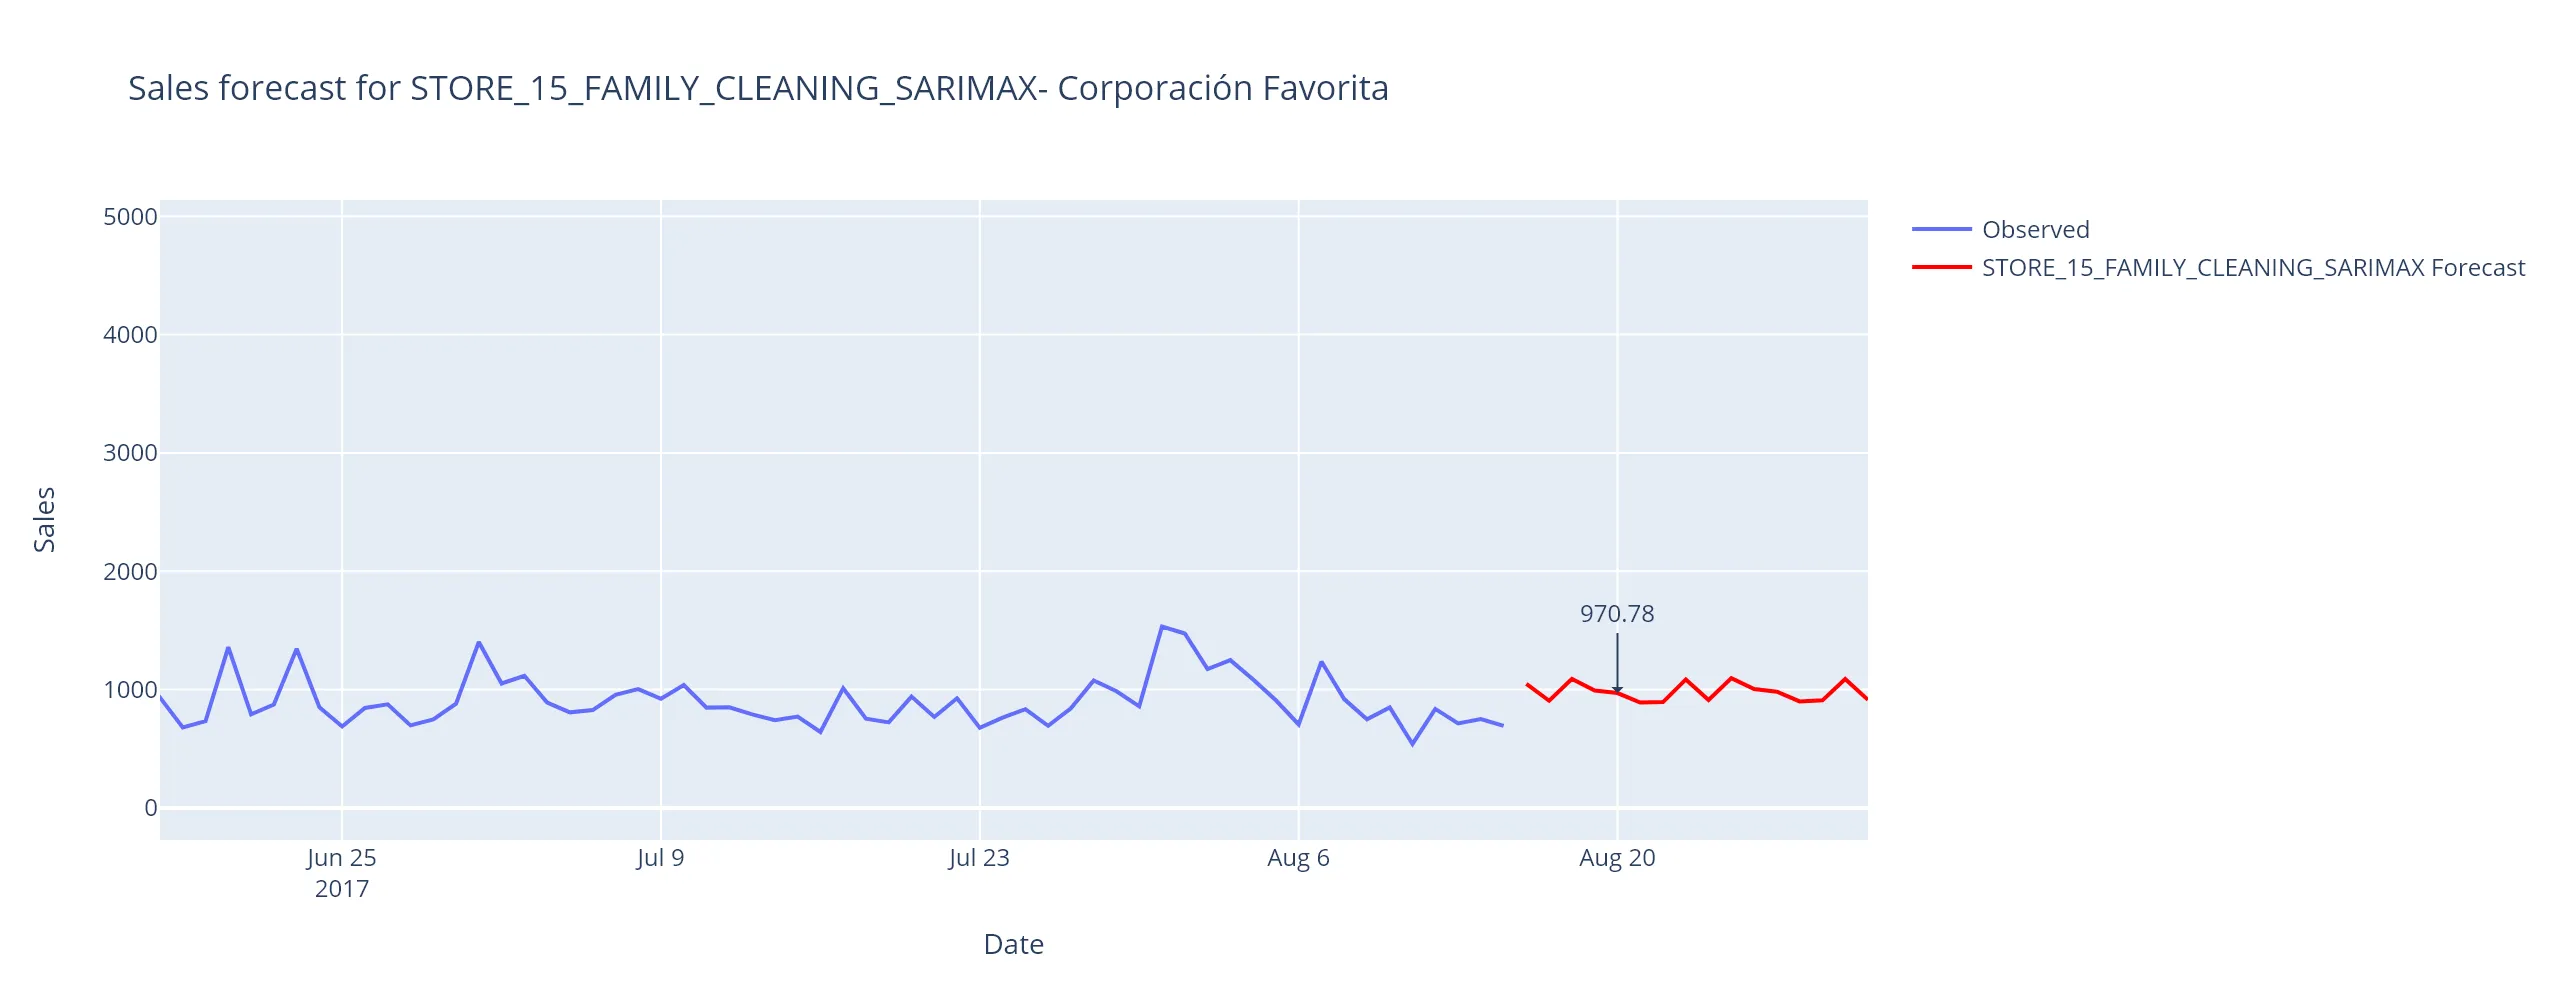 Sales forecast for STORE_15_FAMILY_CLEANING_SARIMAX- Corporación Favorita
Observed
STORE_15_FAMILY_CLEANING_SARIMAX Forecast
5000
4000
3000
2000
1000
0
Sales
970.78
Jun 25
2017
Jul 9
Jul 23
Aug 6
Aug 20
Date